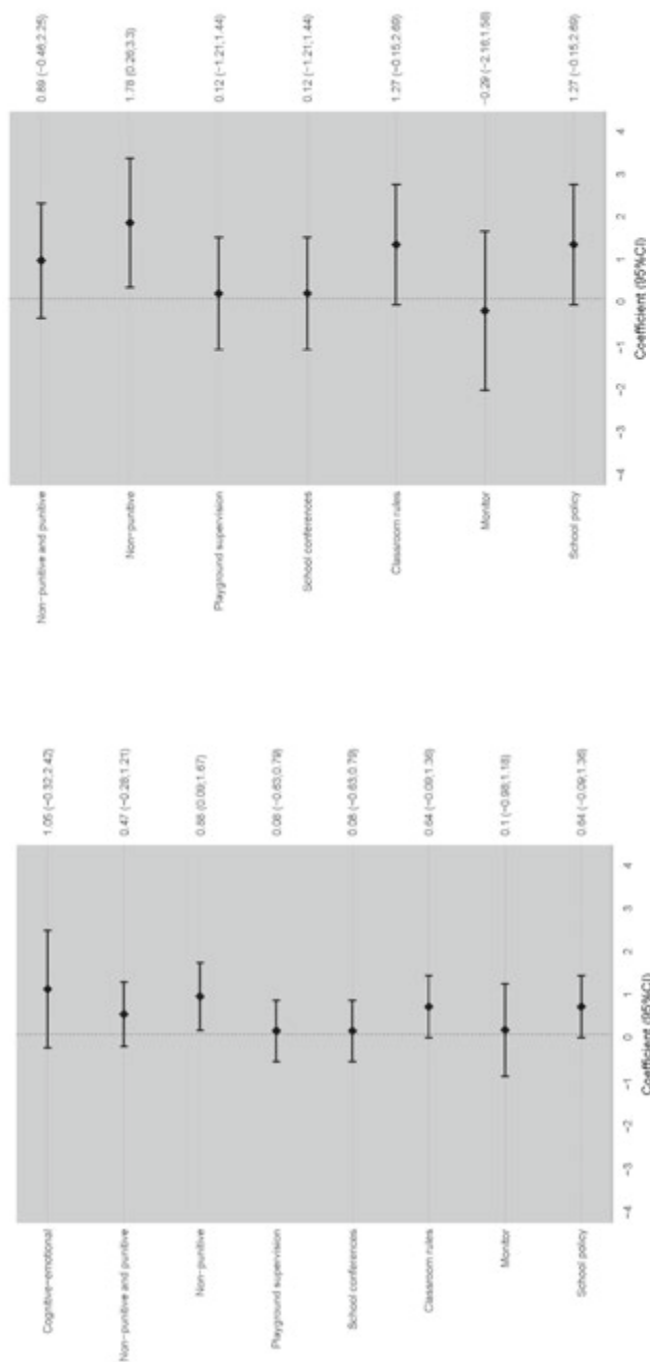 Non-punitive and punitive
0.89 (-0.46;2.25)
Non-punitive
1.78 (0.26;3.3)
Playground supervision
0.12 (-1.21;1.44)
School conferences
0.12 (-1.21;1.44)
Classroom rules
1.27 (-0.15;2.69)
Monitor
-0.29 (-2.16;1.58)
School policy
1.27 (-0.15;2.69)
-4 -3 -2 -1 0 1 2 3 4
Coefficient (95%CI)
Cognitive-emotional
1.05 (-0.32;2.42)
Non-punitive and punitive
0.47 (-0.28;1.21)
Non-punitive
0.88 (0.09;1.67)
Playground supervision
0.08 (-0.63;0.79)
School conferences
0.08 (-0.63;0.79)
Classroom rules
0.64 (-0.09;1.36)
Monitor
0.1 (-0.98;1.18)
School policy
0.64 (-0.09;1.36)
-4 -3 -2 -1 0 1 2 3 4
Coefficient (95%CI)